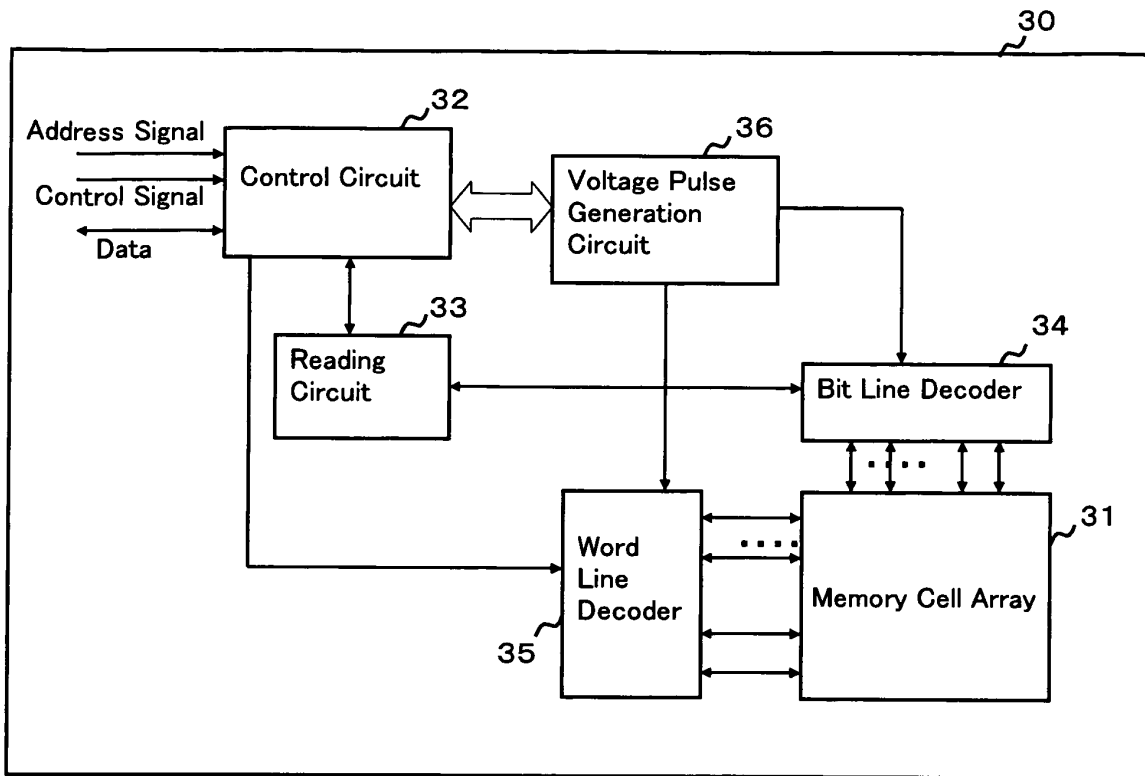 30
32
Address Signal
Control Circuit
Control Signal
Data
36
Voltage Pulse
Generation
Circuit
33
Reading
Circuit
34
Bit Line Decoder
Word
Line
Decoder
35
31
Memory Cell Array